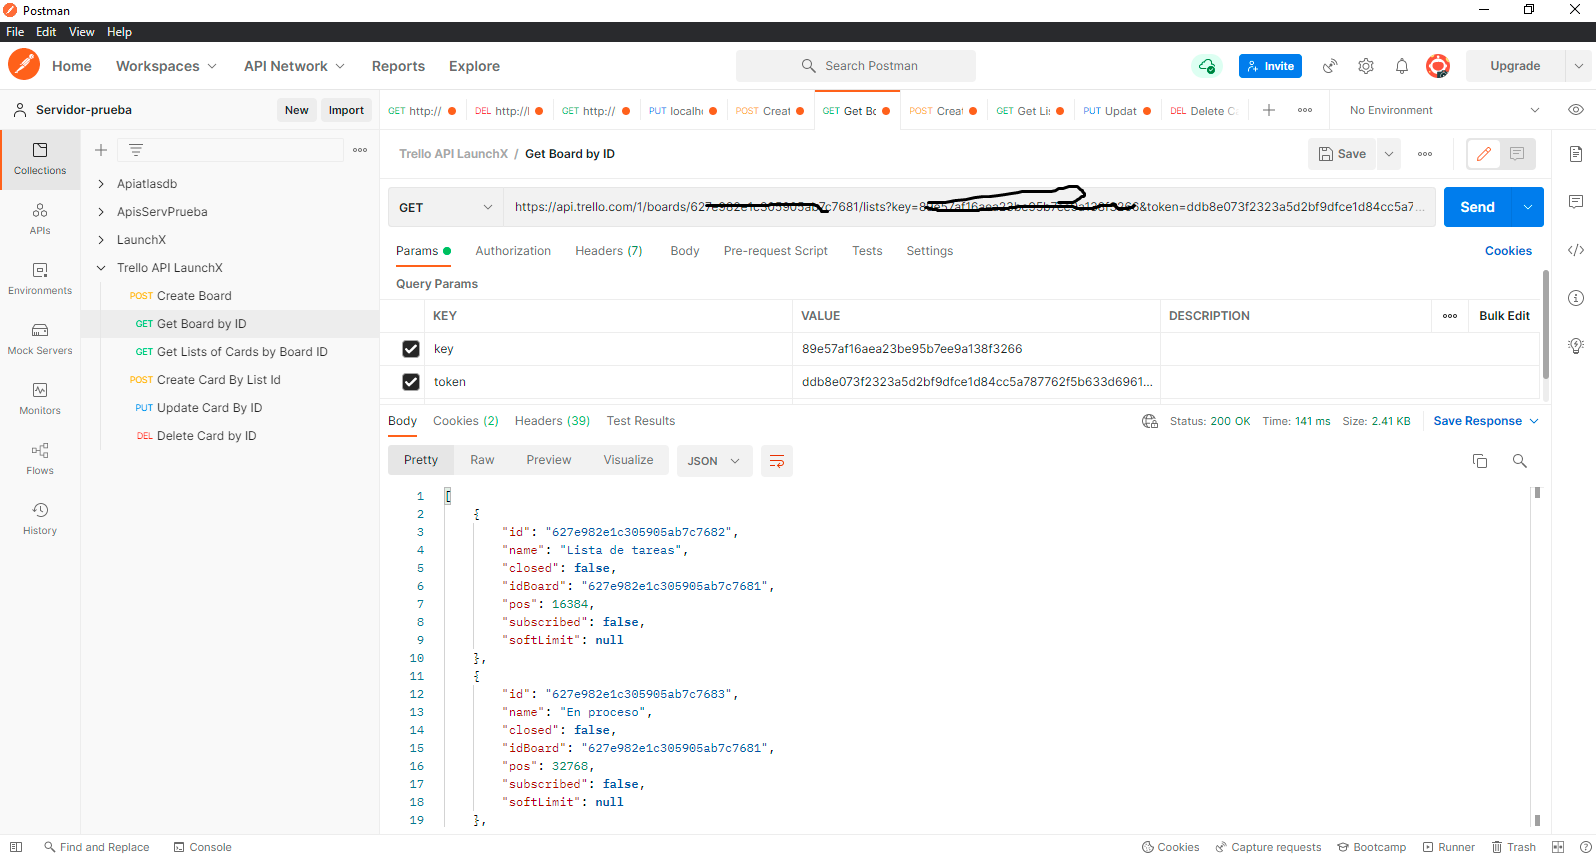 Postman
File Edit View Help
Home Workspaces API Network Reports Explore Search Postman Invite Upgrade
Servidor-prueba New Import
GET http:// DEL http://l GET http:// PUT localh POST Creat GET Get Bo POST Creat GET Get Li PUT Updat DEL Delete C No Environment
Collections
APIs
Environments
Mock Servers
Monitors
Flows
History
Apiatlasdb
ApisServPrueba
LaunchX
Trello API LaunchX
POST Create Board
GET Get Board by ID
GET Get Lists of Cards by Board ID
POST Create Card By List Id
PUT Update Card By ID
DEL Delete Card by ID
Trello API LaunchX / Get Board by ID Save
GET https://api.trello.com/1/boards/ 7681/lists?key= &token=ddb8e073f2323a5d2bf9dfce1d84cc5a7... Send
Params Authorization Headers (7) Body Pre-request Script Tests Settings Cookies
Query Params
KEY VALUE DESCRIPTION Bulk Edit
key 89e57af16aea23be95b7ee9a138f3266
token ddb8e073f2323a5d2bf9dfce1d84cc5a787762f5b633d6961...
Body Cookies (2) Headers (39) Test Results Status: 200 OK Time: 141 ms Size: 2.41 KB Save Response
Pretty Raw Preview Visualize JSON
1 [
2 {
3 "id": "627e982e1c305905ab7c7682",
4 "name": "Lista de tareas",
5 "closed": false,
6 "idBoard": "627e982e1c305905ab7c7681",
7 "pos": 16384,
8 "subscribed": false,
9 "softLimit": null
10 },
11 {
12 "id": "627e982e1c305905ab7c7683",
13 "name": "En proceso",
14 "closed": false,
15 "idBoard": "627e982e1c305905ab7c7681",
16 "pos": 32768,
17 "subscribed": false,
18 "softLimit": null
19 },
Find and Replace Console Cookies Capture requests Bootcamp Runner Trash